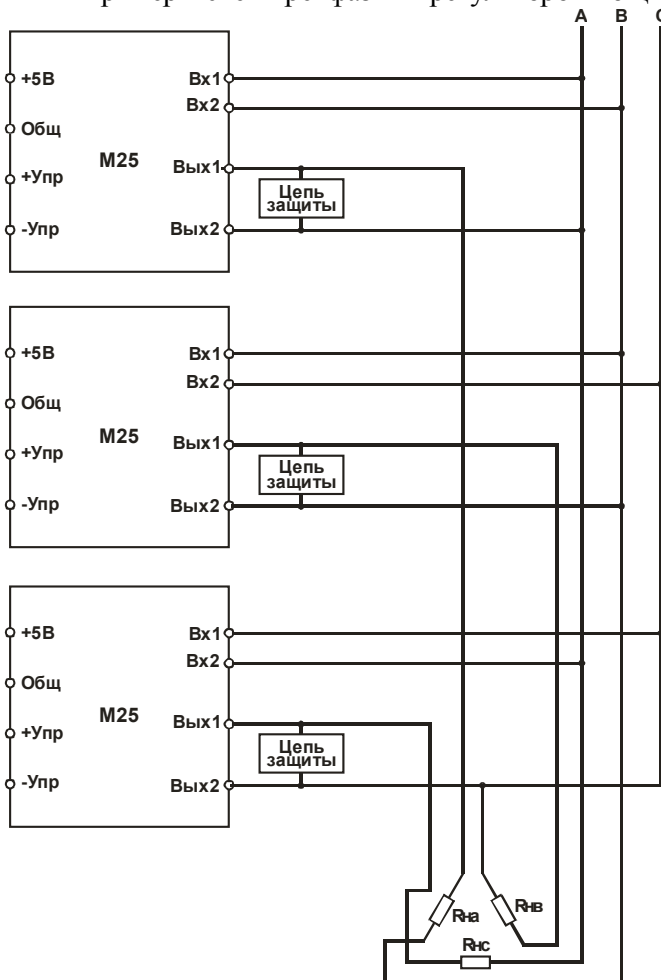 A B C
+5В Вх1
Вх2
Общ
М25
+Упр Вых1
Цепь
защиты
-Упр Вых2
+5В Вх1
Вх2
Общ
М25
+Упр Вых1
Цепь
защиты
-Упр Вых2
+5В Вх1
Вх2
Общ
М25
+Упр Вых1
Цепь
защиты
-Упр Вых2
Rна Rнв
Rнс